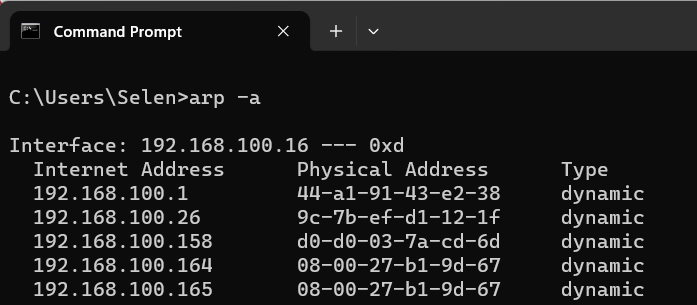 Command Prompt
C:\Users\Selen>arp -a
Interface: 192.168.100.16 --- 0xd
Internet Address Physical Address Type
192.168.100.1 44-a1-91-43-e2-38 dynamic
192.168.100.26 9c-7b-ef-d1-12-1f dynamic
192.168.100.158 d0-d0-03-7a-cd-6d dynamic
192.168.100.164 08-00-27-b1-9d-67 dynamic
192.168.100.165 08-00-27-b1-9d-67 dynamic